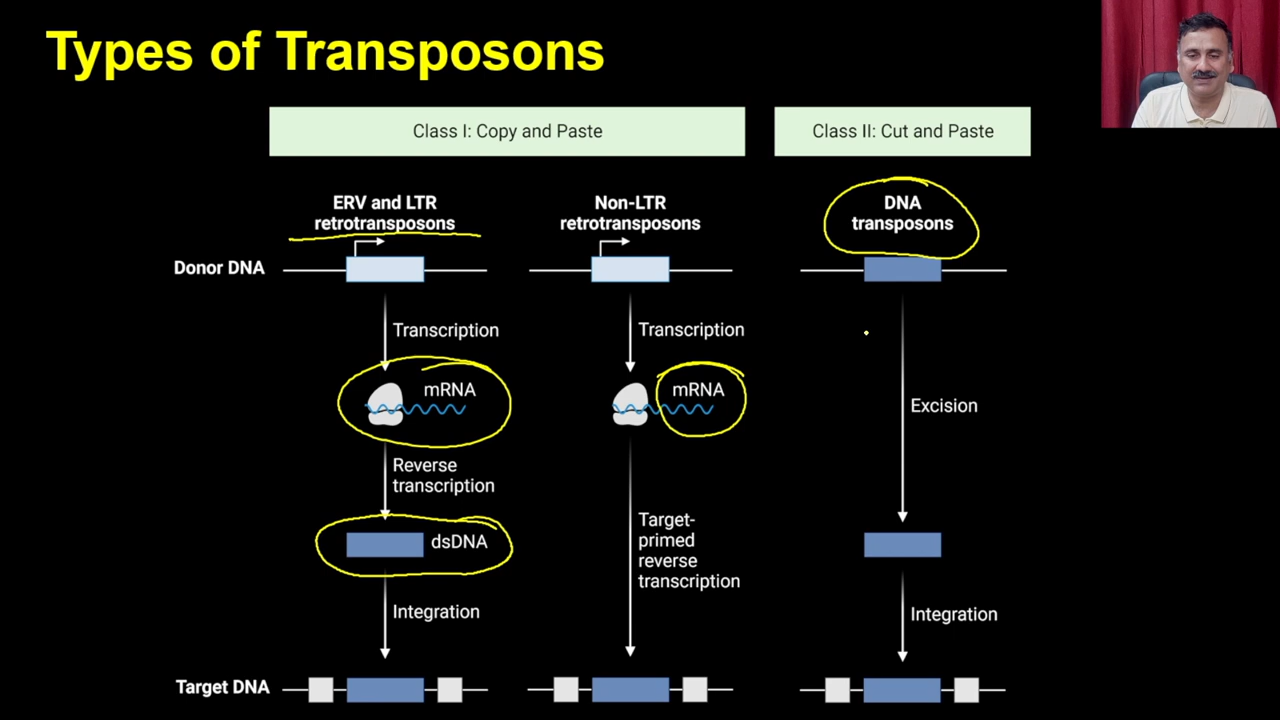 Types of Transposons
Class I: Copy and Paste
Class II: Cut and Paste
ERV and LTR
retrotransposons
Non-LTR
retrotransposons
DNA
transposons
Donor DNA
Transcription
Transcription
mRNA
mRNA
Excision
Reverse
transcription
Target-
primed
reverse
transcription
dsDNA
Integration
Integration
Target DNA